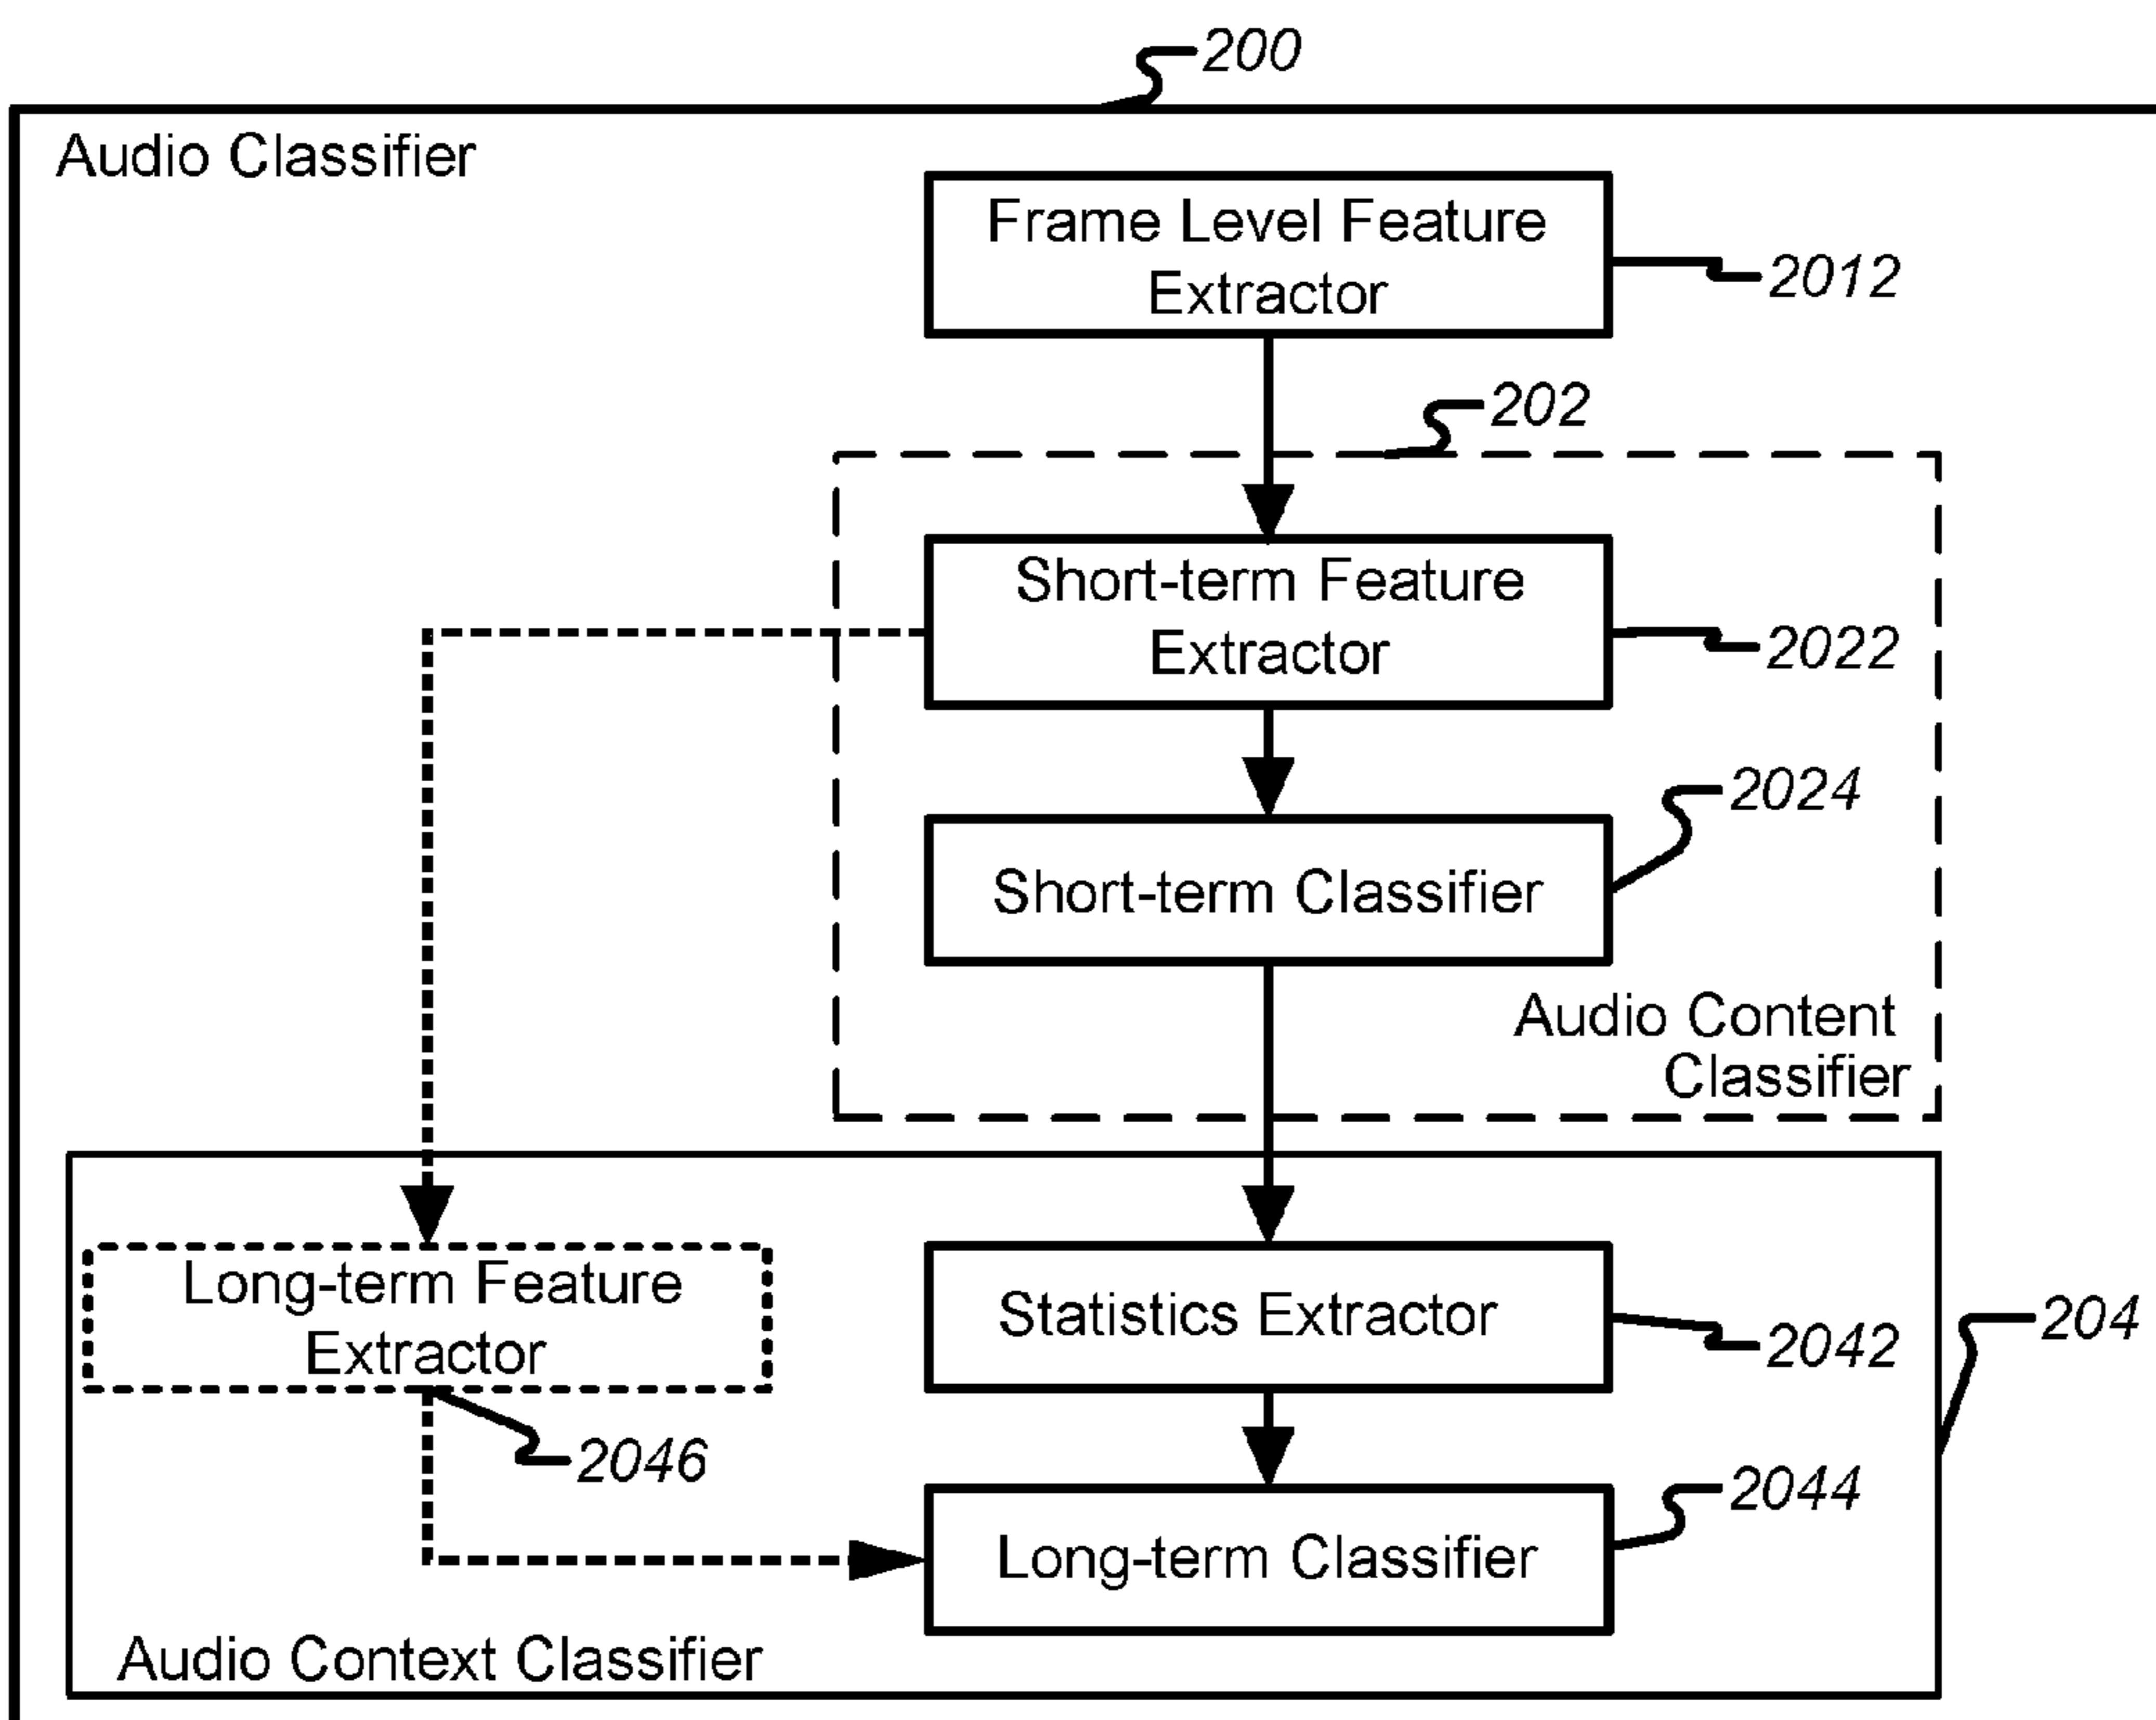 200
Audio Classifier
Frame Level Feature
Extractor
2012
202
Short-term Feature
Extractor
2022
2024
Short-term Classifier
Audio Content
Classifier
Long-term Feature
Extractor
Statistics Extractor
204
2042
2046
2044
Long-term Classifier
Audio Context Classifier